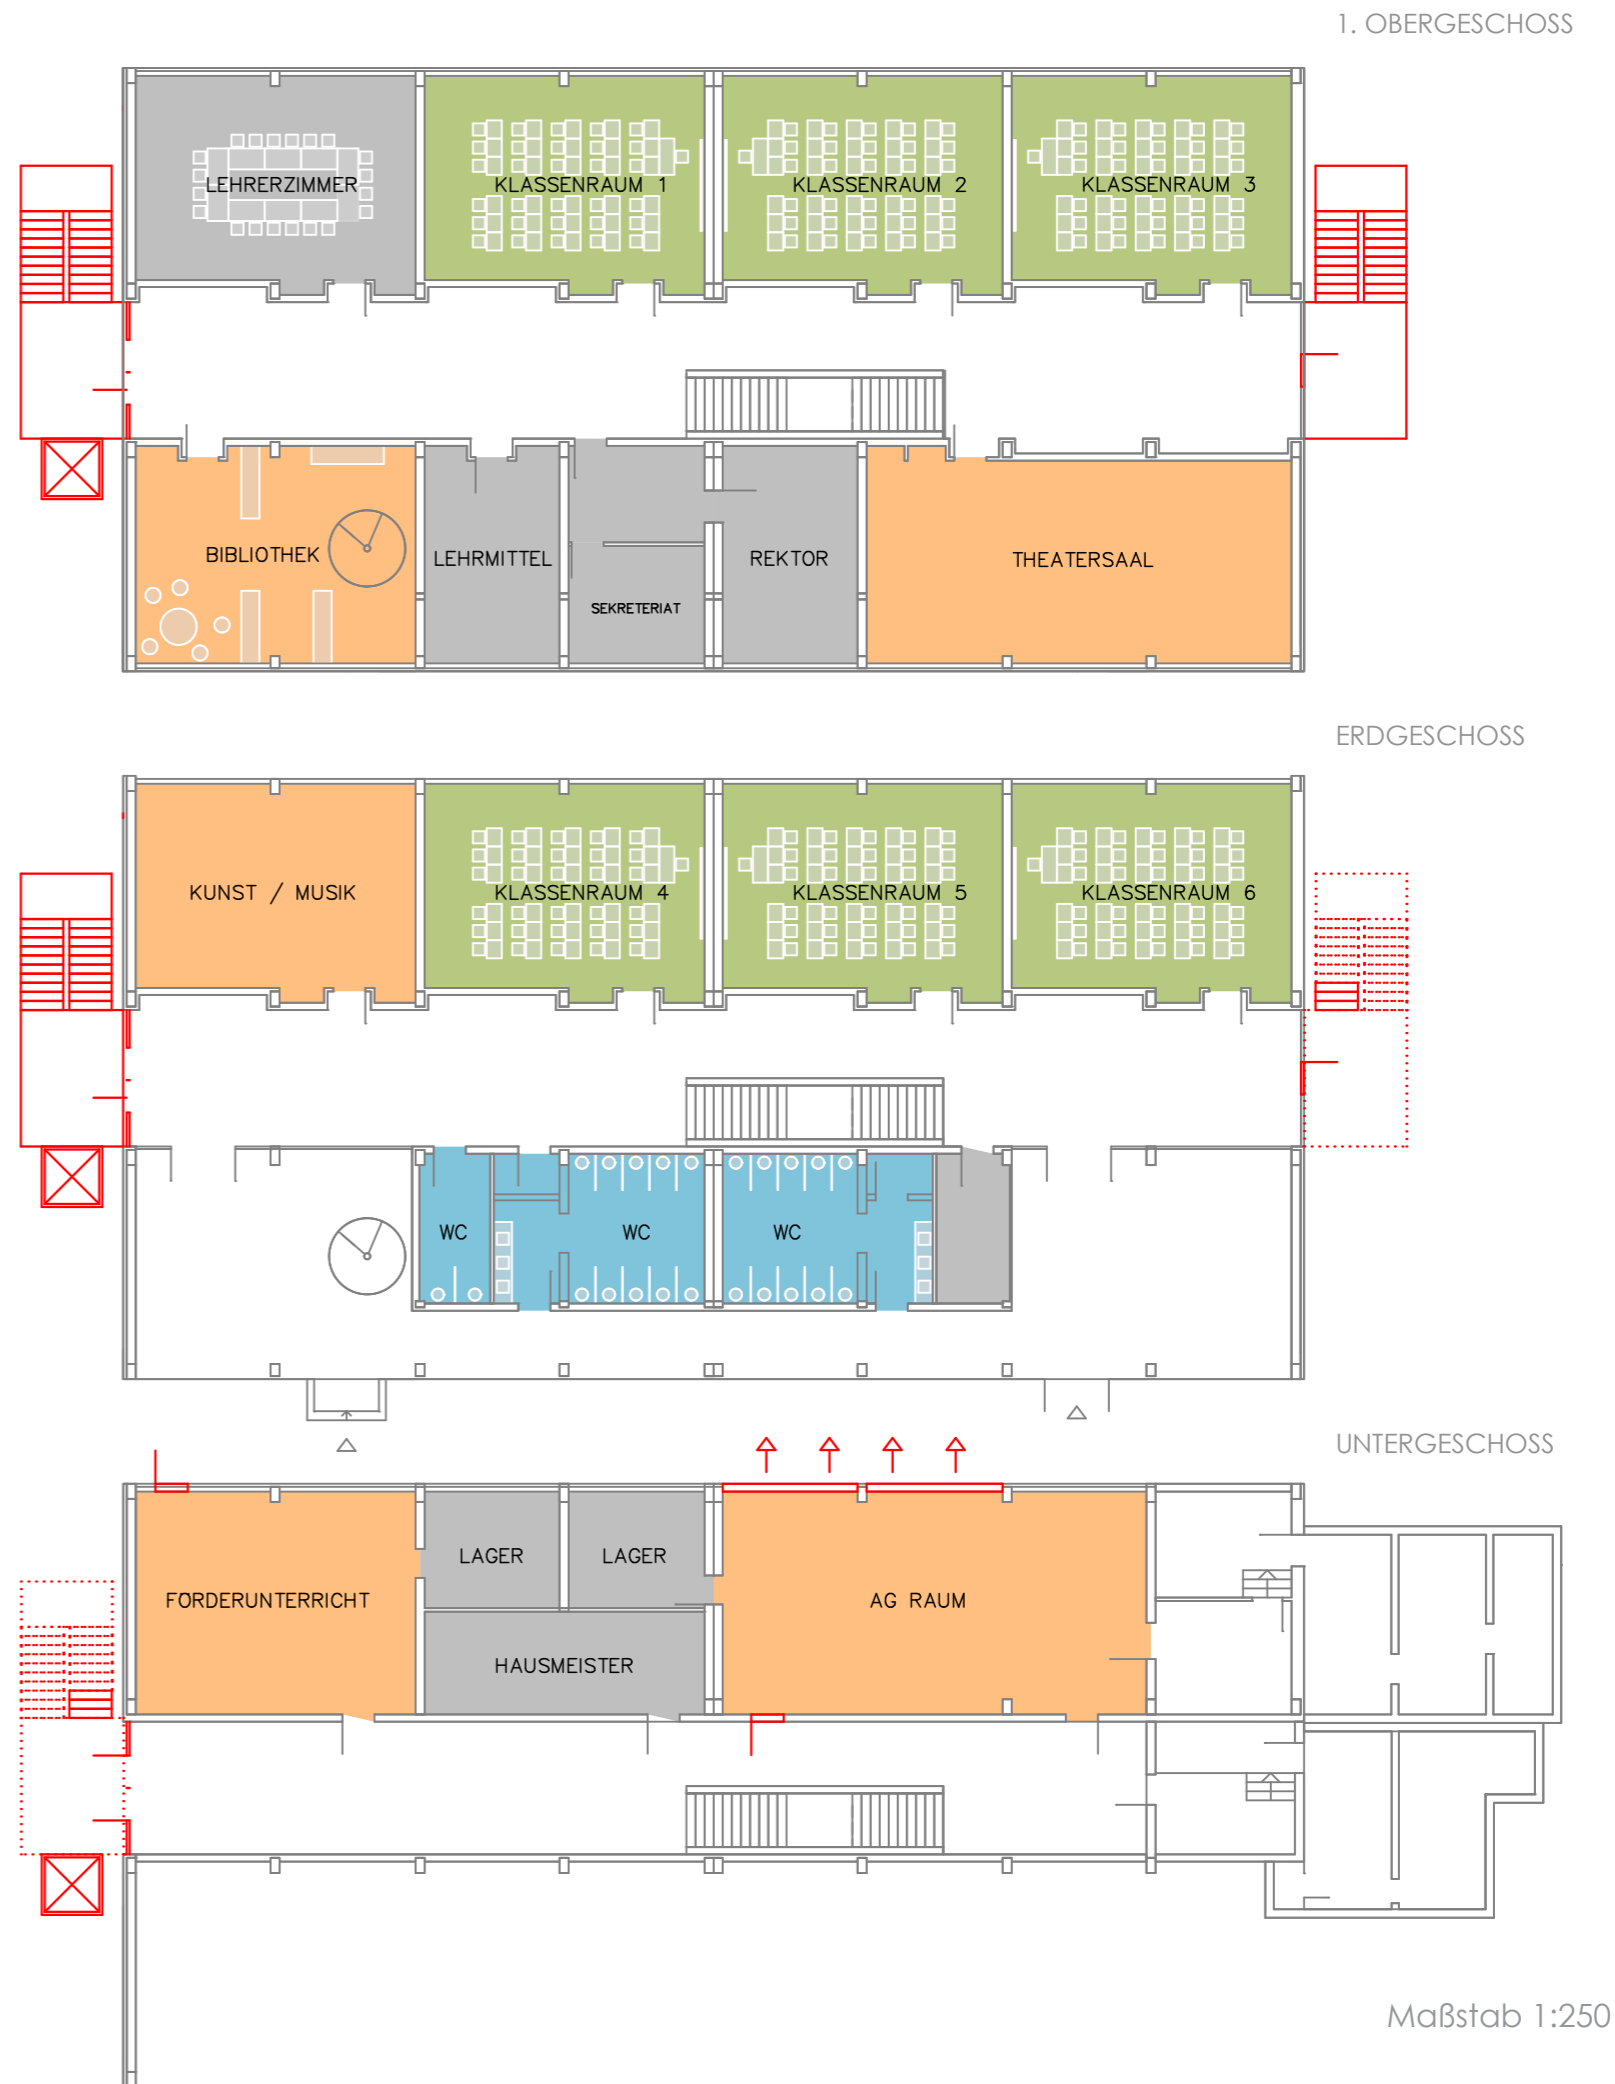 1. OBERGESCHOSS
LEHRERZIMMER
KLASSENRAUM 1
KLASSENRAUM 2
KLASSENRAUM 3
BIBLIOTHEK
LEHRMITTEL
SEKRETERIAT
REKTOR
THEATERSAAL
ERDGESCHOSS
KUNST / MUSIK
KLASSENRAUM 4
KLASSENRAUM 5
KLASSENRAUM 6
WC
WC
WC
UNTERGESCHOSS
LAGER
LAGER
FÖRDERUNTERRICHT
AG RAUM
HAUSMEISTER
Maßstab 1:250